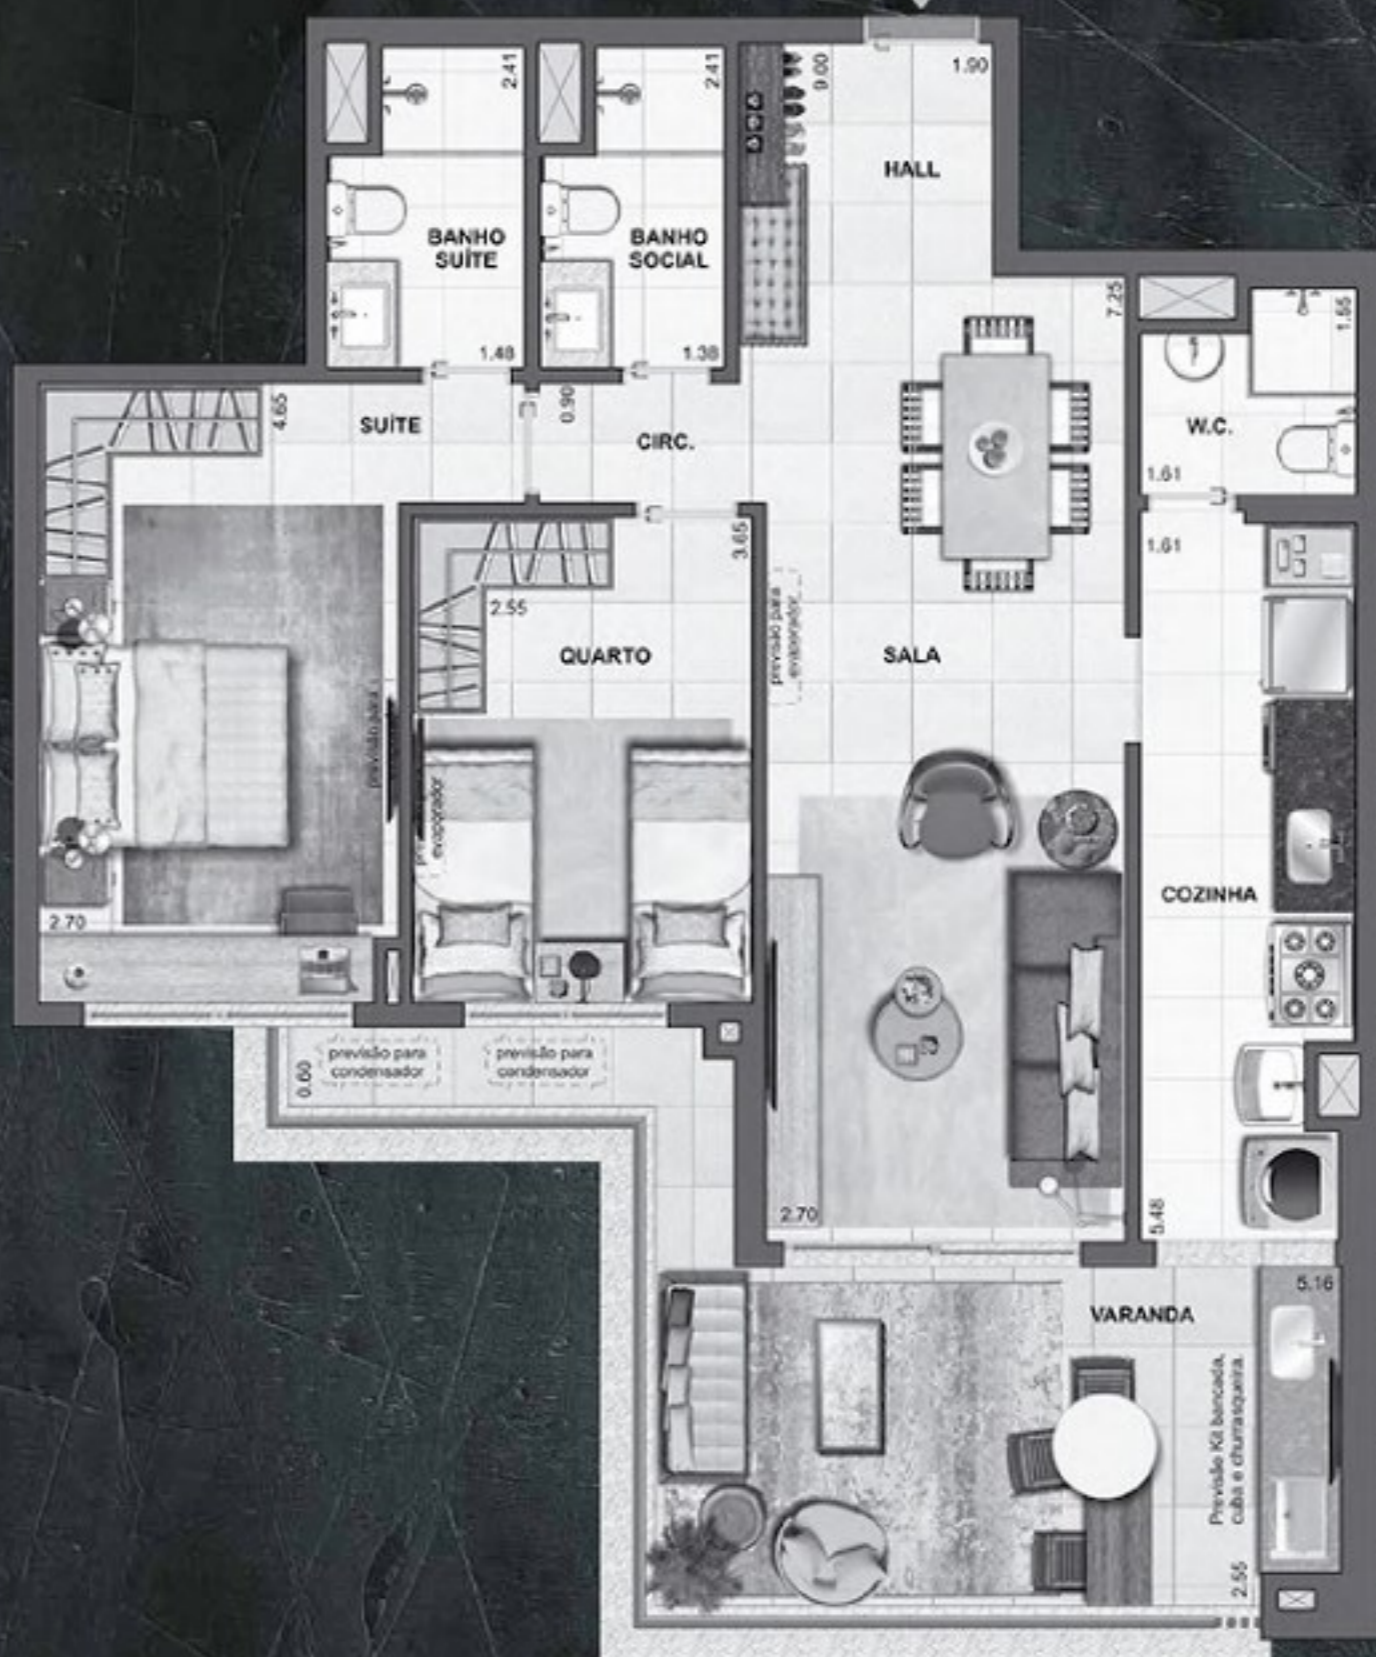 2.41
2.41
9.00
1.90
HALL
BANHO
SUÍTE
BANHO
SOCIAL
7.25
1.65
1.48
1.38
4.65
SUÍTE
0.90
CIRC.
W.C.
1.61
3.65
1.61
2.55
QUARTO
previsão para
evaporador
SALA
previsão para
evaporador
COZINHA
2.70
previsão para
condensador
previsão para
condensador
0.60
2.70
5.48
VARANDA
5.16
Previsão Kit bancada,
cuba e churrasqueira
2.55